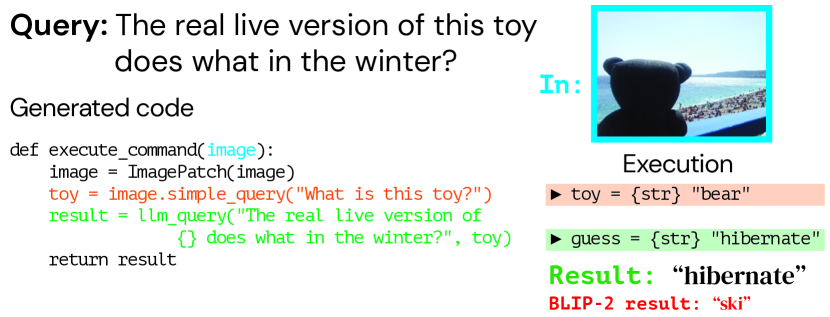 Query: The real live version of this toy
does what in the winter?
Generated code
def execute_command(image):
image = ImagePatch(image)
toy = image.simple_query("What is this toy?")
result = llm_query("The real live version of
{} does what in the winter?", toy)
return result
In:
Execution
▶ toy = {str} "bear"
▶ guess = {str} "hibernate"
Result: “hibernate”
BLIP-2 result: “ski”